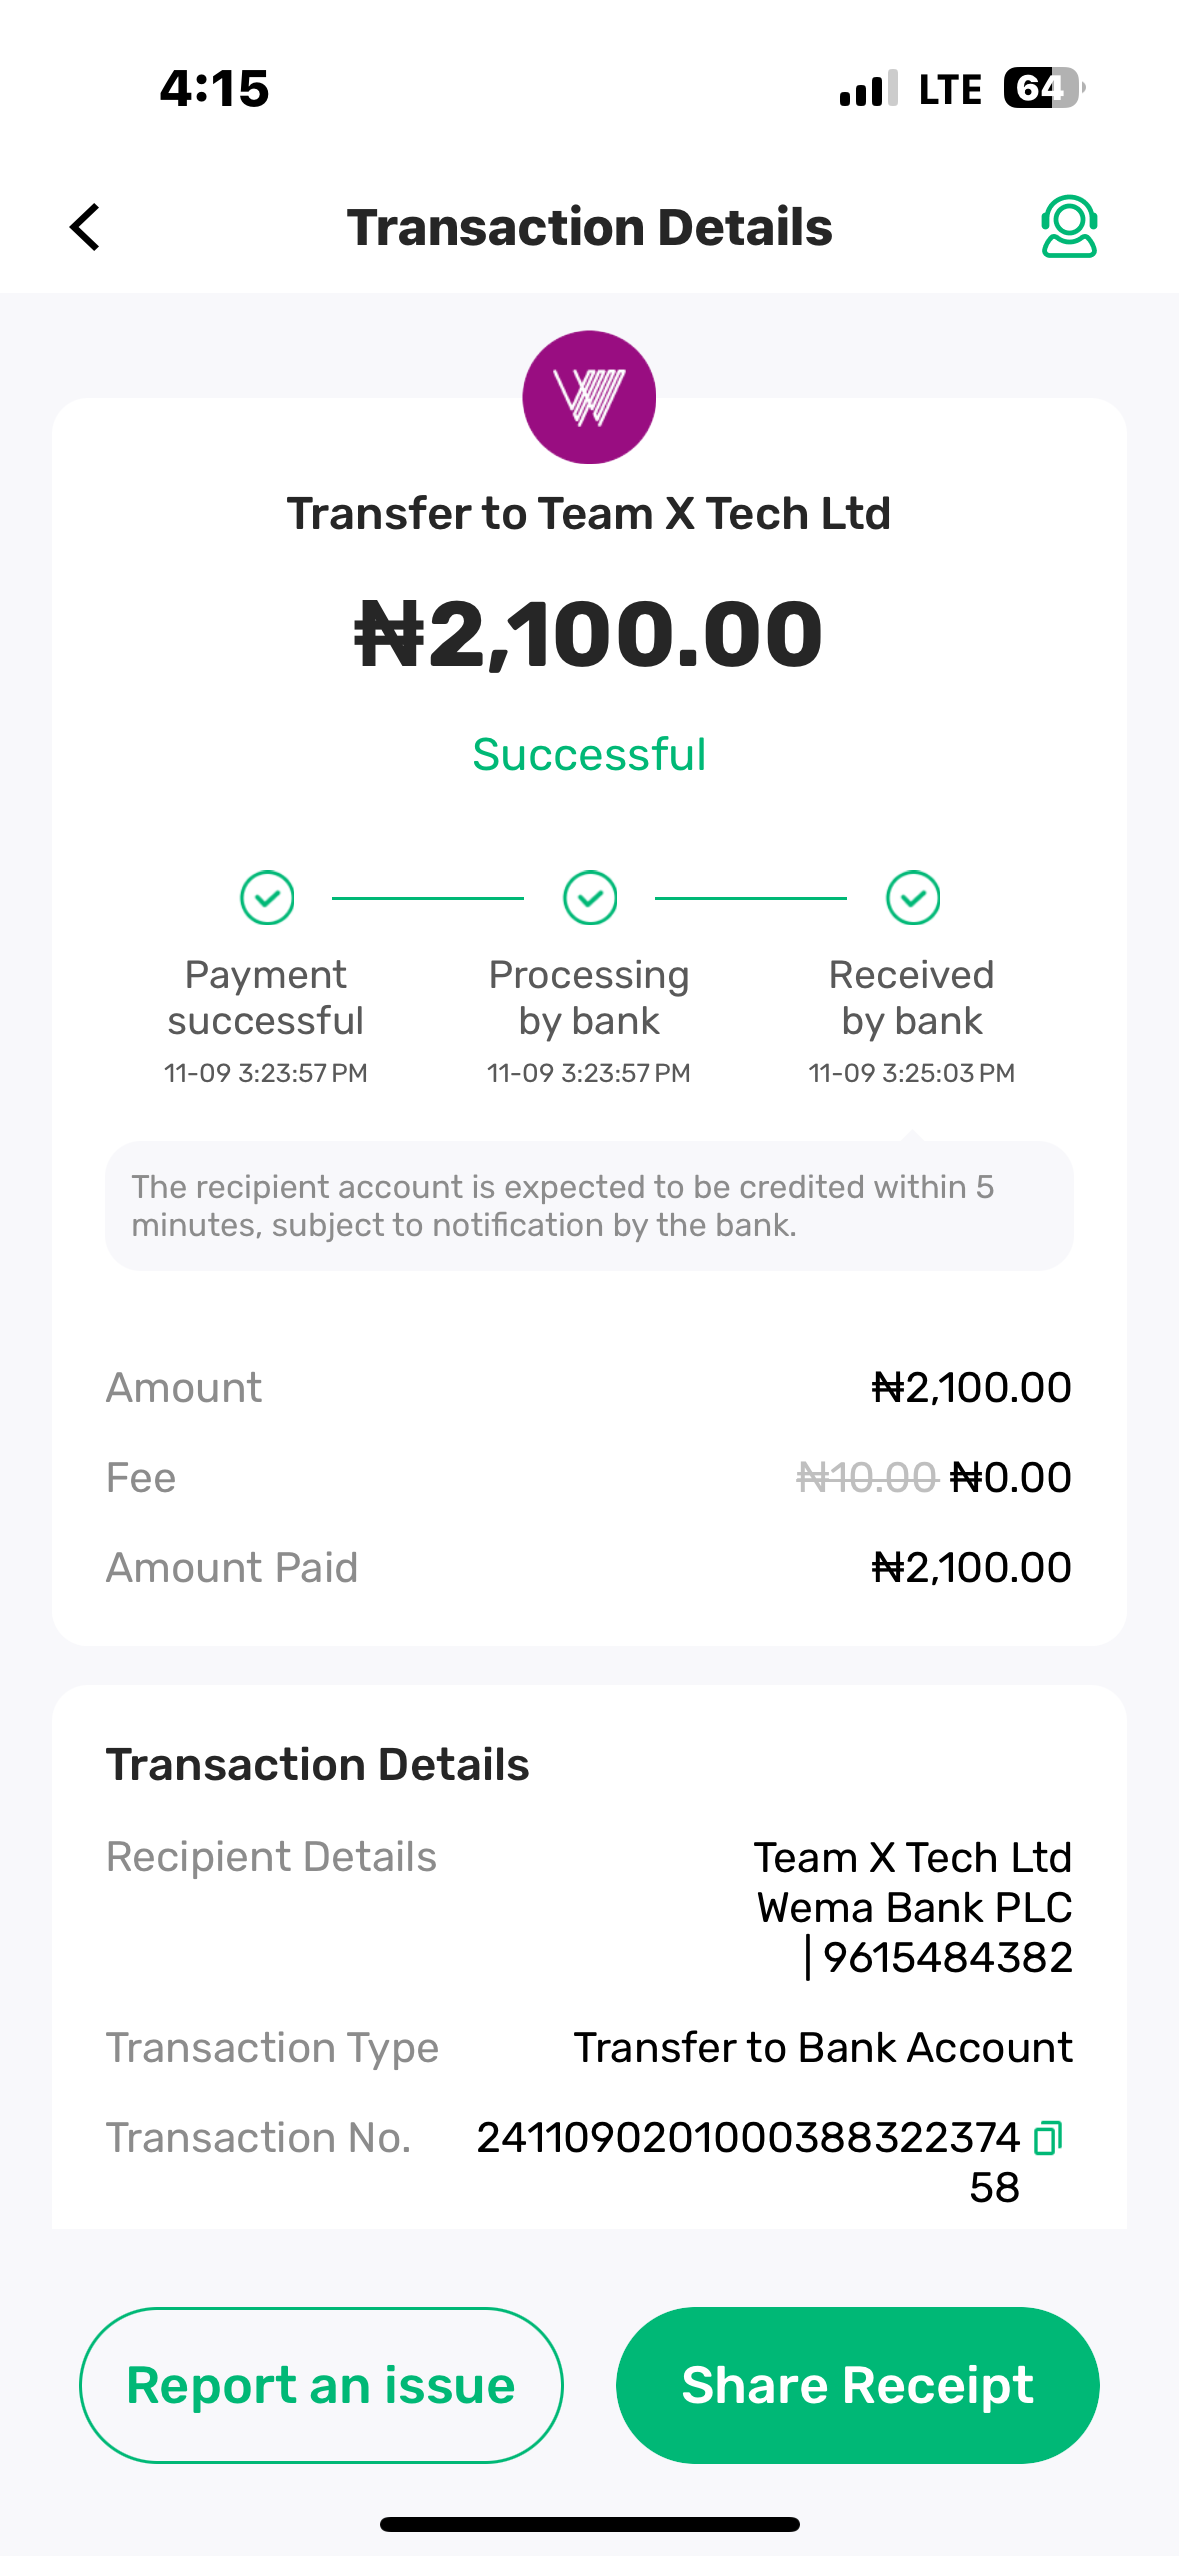 4:15
LTE
64
Transaction Details
Transfer to Team X Tech Ltd
₦2,100.00
Successful
Payment
successful
11-09 3:23:57 PM
Processing
by bank
11-09 3:23:57 PM
Received
by bank
11-09 3:25:03 PM
The recipient account is expected to be credited within 5
minutes, subject to notification by the bank.
Amount ₦2,100.00
Fee ₦10.00 ₦0.00
Amount Paid ₦2,100.00
Transaction Details
Recipient Details Team X Tech Ltd
Wema Bank PLC
| 9615484382
Transaction Type Transfer to Bank Account
Transaction No. 24110902010003883223​74
58
Report an issue
Share Receipt